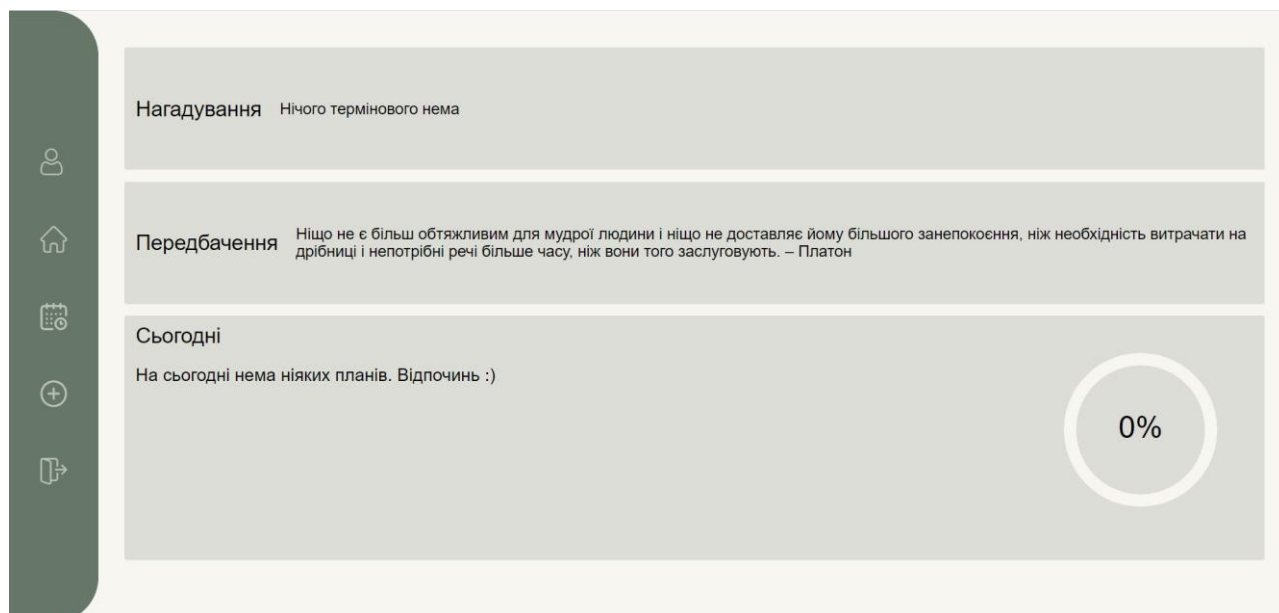 Нагадування Нічого термінового нема
Передбачення Ніщо не є більш обтяжливим для мудрої людини і ніщо не доставляє йому більшого занепокоєння, ніж необхідність витрачати на
дрібниці і непотрібні речі більше часу, ніж вони того заслуговують. – Платон
Сьогодні
На сьогодні нема ніяких планів. Відпочинь :)
0%